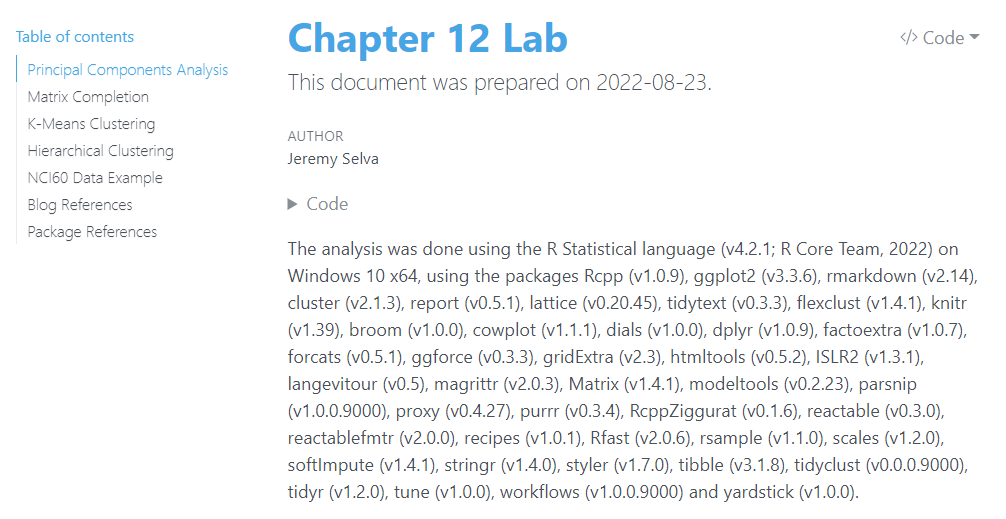 Table of contents
Principal Components Analysis
Matrix Completion
K-Means Clustering
Hierarchical Clustering
NCI60 Data Example
Blog References
Package References
Chapter 12 Lab
</> Code
This document was prepared on 2022-08-23.
AUTHOR
Jeremy Selva
Code
The analysis was done using the R Statistical language (v4.2.1; R Core Team, 2022) on
Windows 10 x64, using the packages Rcpp (v1.0.9), ggplot2 (v3.3.6), rmarkdown (v2.14),
cluster (v2.1.3), report (v0.5.1), lattice (v0.20.45), tidytext (v0.3.3), flexclust (v1.4.1), knitr
(v1.39), broom (v1.0.0), cowplot (v1.1.1), dials (v1.0.0), dplyr (v1.0.9), factoextra (v1.0.7),
forcats (v0.5.1), ggforce (v0.3.3), gridExtra (v2.3), htmltools (v0.5.2), ISLR2 (v1.3.1),
langevitour (v0.5), magrittr (v2.0.3), Matrix (v1.4.1), modeltools (v0.2.23), parsnip
(v1.0.0.9000), proxy (v0.4.27), purrr (v0.3.4), RcppZiggurat (v0.1.6), reactable (v0.3.0),
reactablefmtr (v2.0.0), recipes (v1.0.1), Rfast (v2.0.6), rsample (v1.1.0), scales (v1.2.0),
softImpute (v1.4.1), stringr (v1.4.0), styler (v1.7.0), tibble (v3.1.8), tidyclust (v0.0.0.9000),
tidyr (v1.2.0), tune (v1.0.0), workflows (v1.0.0.9000) and yardstick (v1.0.0).